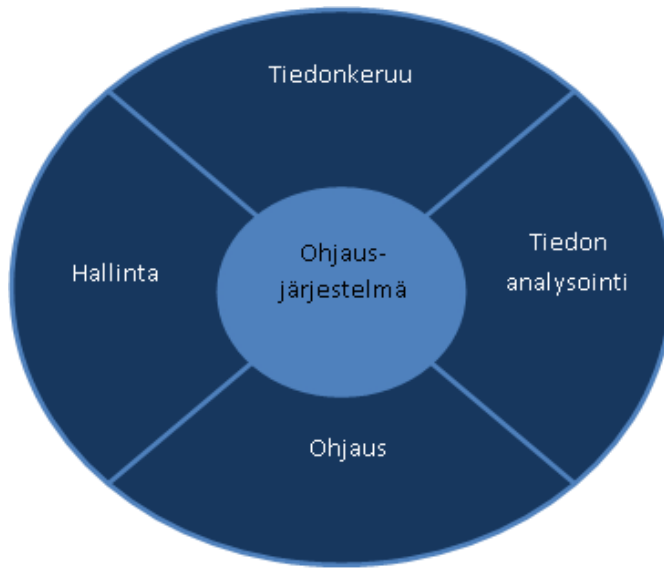 Tiedonkeruu
Tiedon
analysointi
Ohjaus-
järjestelmä
Hallinta
Ohjaus